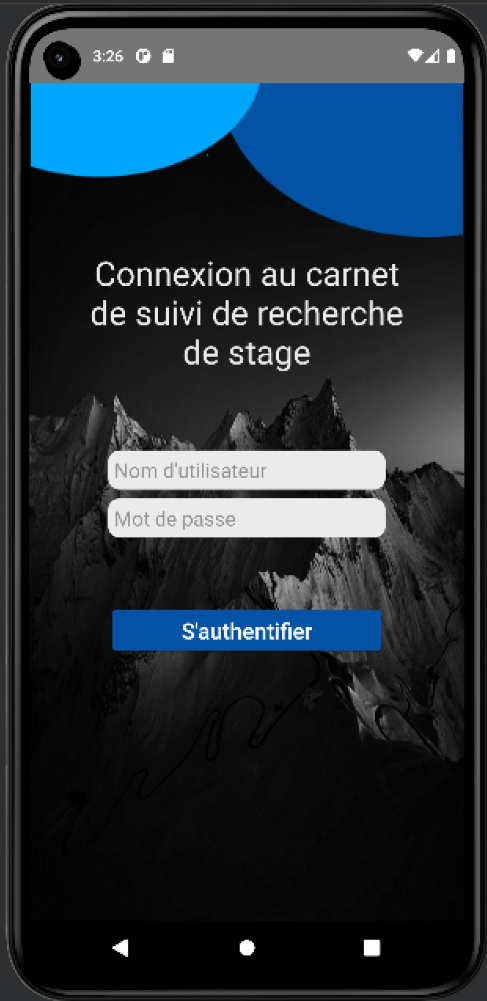 3:26
Connexion au carnet
de suivi de recherche
de stage
Nom d'utilisateur
Mot de passe
S'authentifier